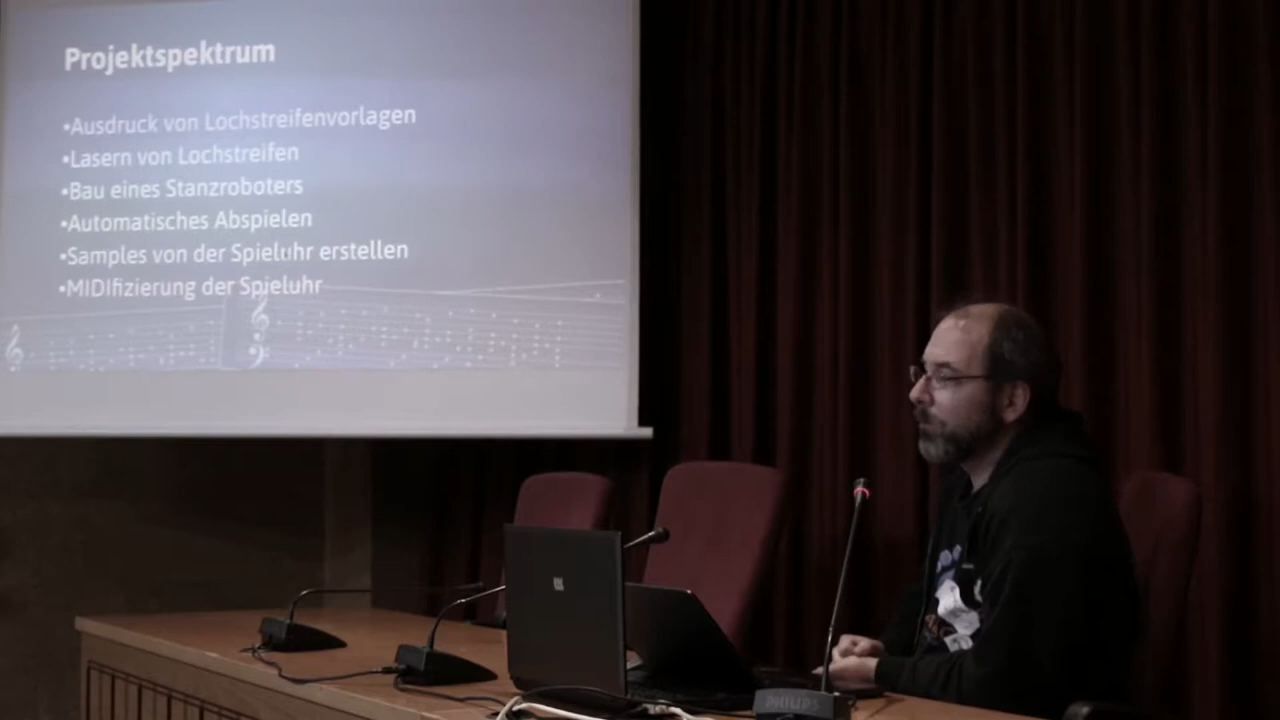 Projektspektrum
•Ausdruck von Lochstreifenvorlagen
•Lasern von Lochstreifen
•Bau eines Stanzroboters
•Automatisches Abspielen
•Samples von der Spieluhr erstellen
•MIDIfizierung der Spieluhr
PHILIPS